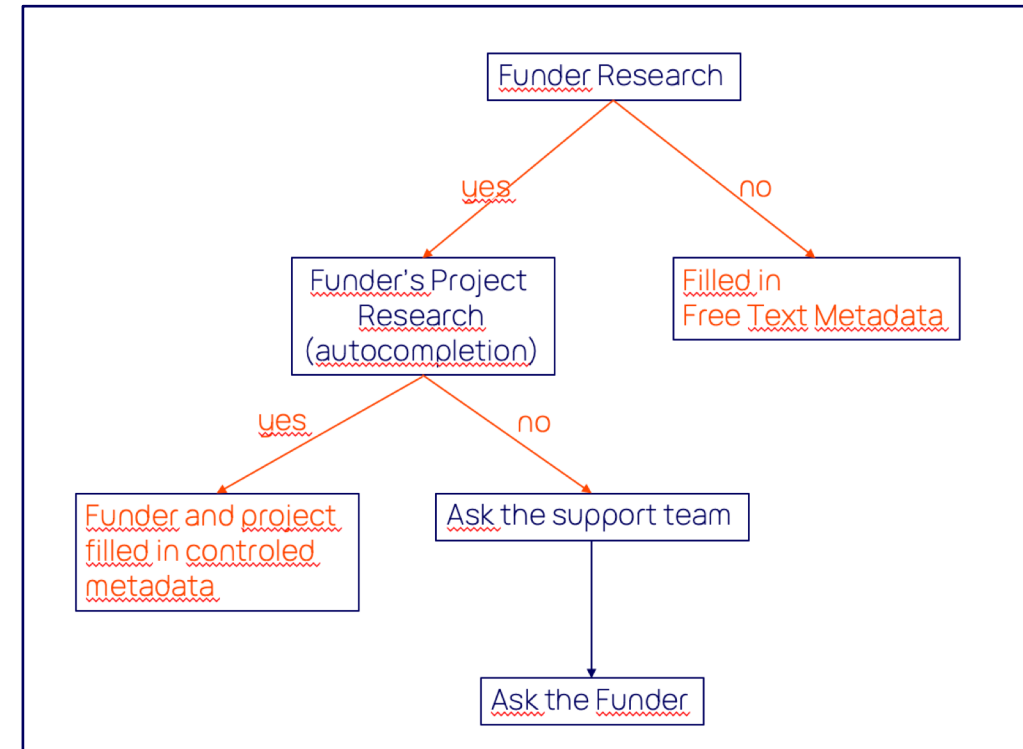 Funder Research
yes
no
Funder's Project
Research
(autocompletion)
Filled in
Free Text Metadata
yes
no
Funder and project
filled in controled
metadata
Ask the support team
Ask the Funder